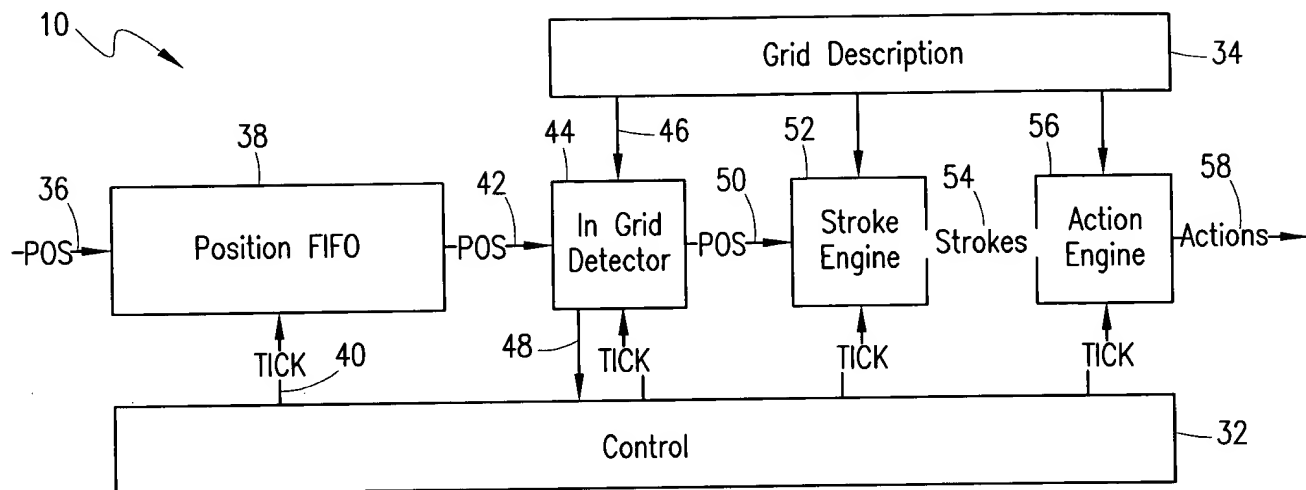 10
Grid Description
34
38
44
46
52
56
36
42
50
54
58
-POS
Position FIFO
-POS
In Grid
Detector
-POS
Stroke
Engine
Strokes
Action
Engine
Actions
TICK
40
48
TICK
TICK
TICK
Control
32